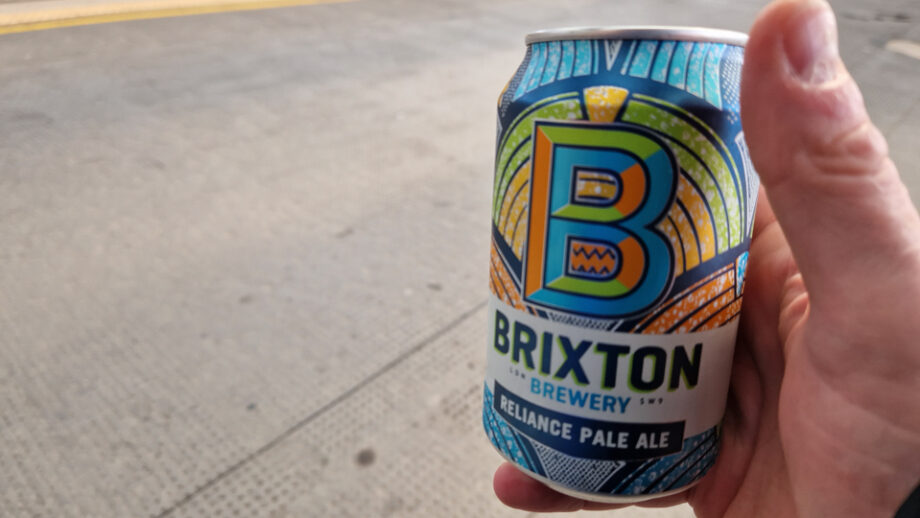 B
BRIXTON
LDN BREWERY SW9
RELIANCE PALE ALE